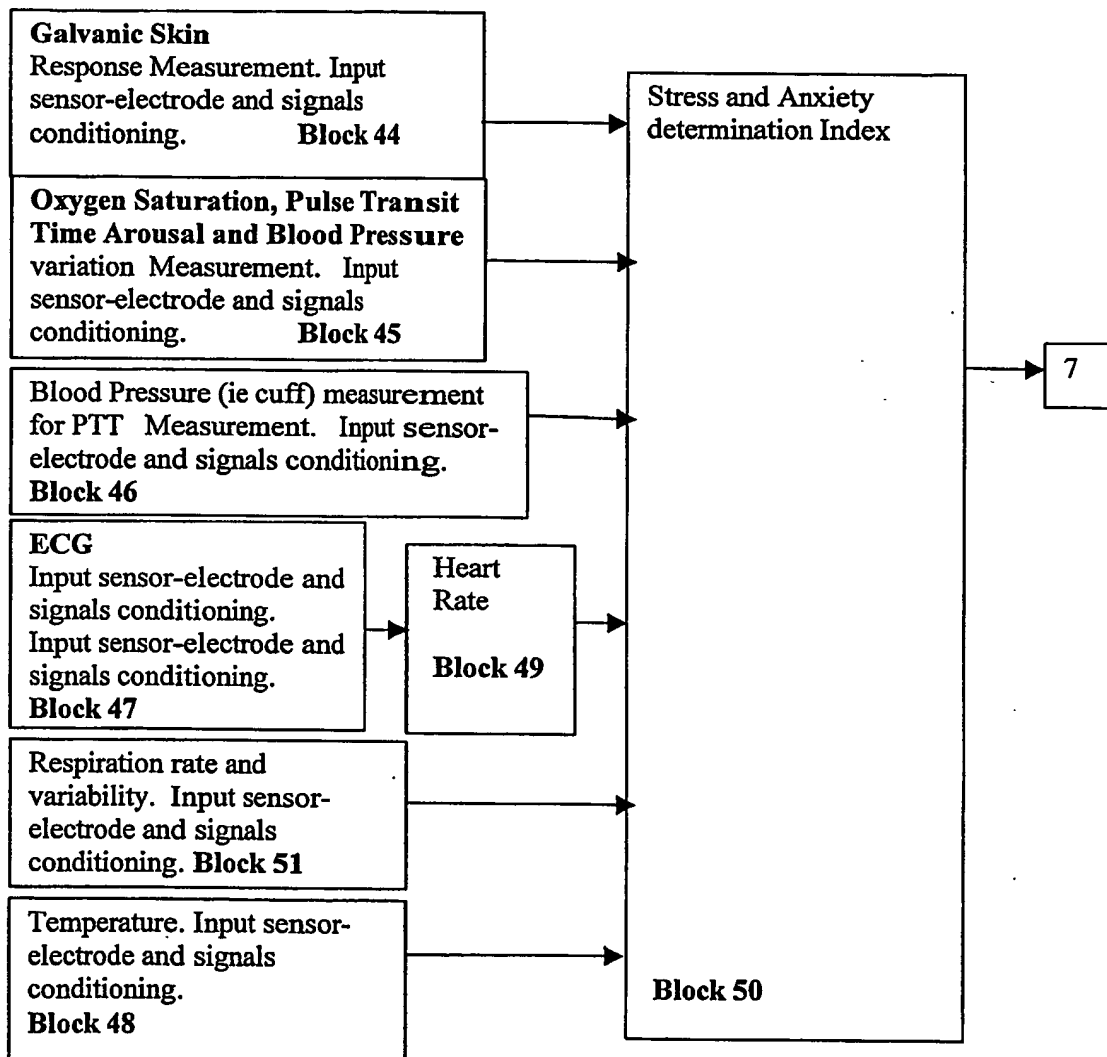 Galvanic Skin
Response Measurement. Input
sensor-electrode and signals
conditioning. Block 44
Oxygen Saturation, Pulse Transit
Time Arousal and Blood Pressure
variation Measurement. Input
sensor-electrode and signals
conditioning. Block 45
Blood Pressure (ie cuff) measurement
for PTT Measurement. Input sensor-
electrode and signals conditioning.
Block 46
ECG
Input sensor-electrode and
signals conditioning.
Input sensor-electrode and
signals conditioning.
Block 47
Heart
Rate
Block 49
Respiration rate and
variability. Input sensor-
electrode and signals
conditioning. Block 51
Temperature. Input sensor-
electrode and signals
conditioning.
Block 48
Stress and Anxiety
determination Index
Block 50
7